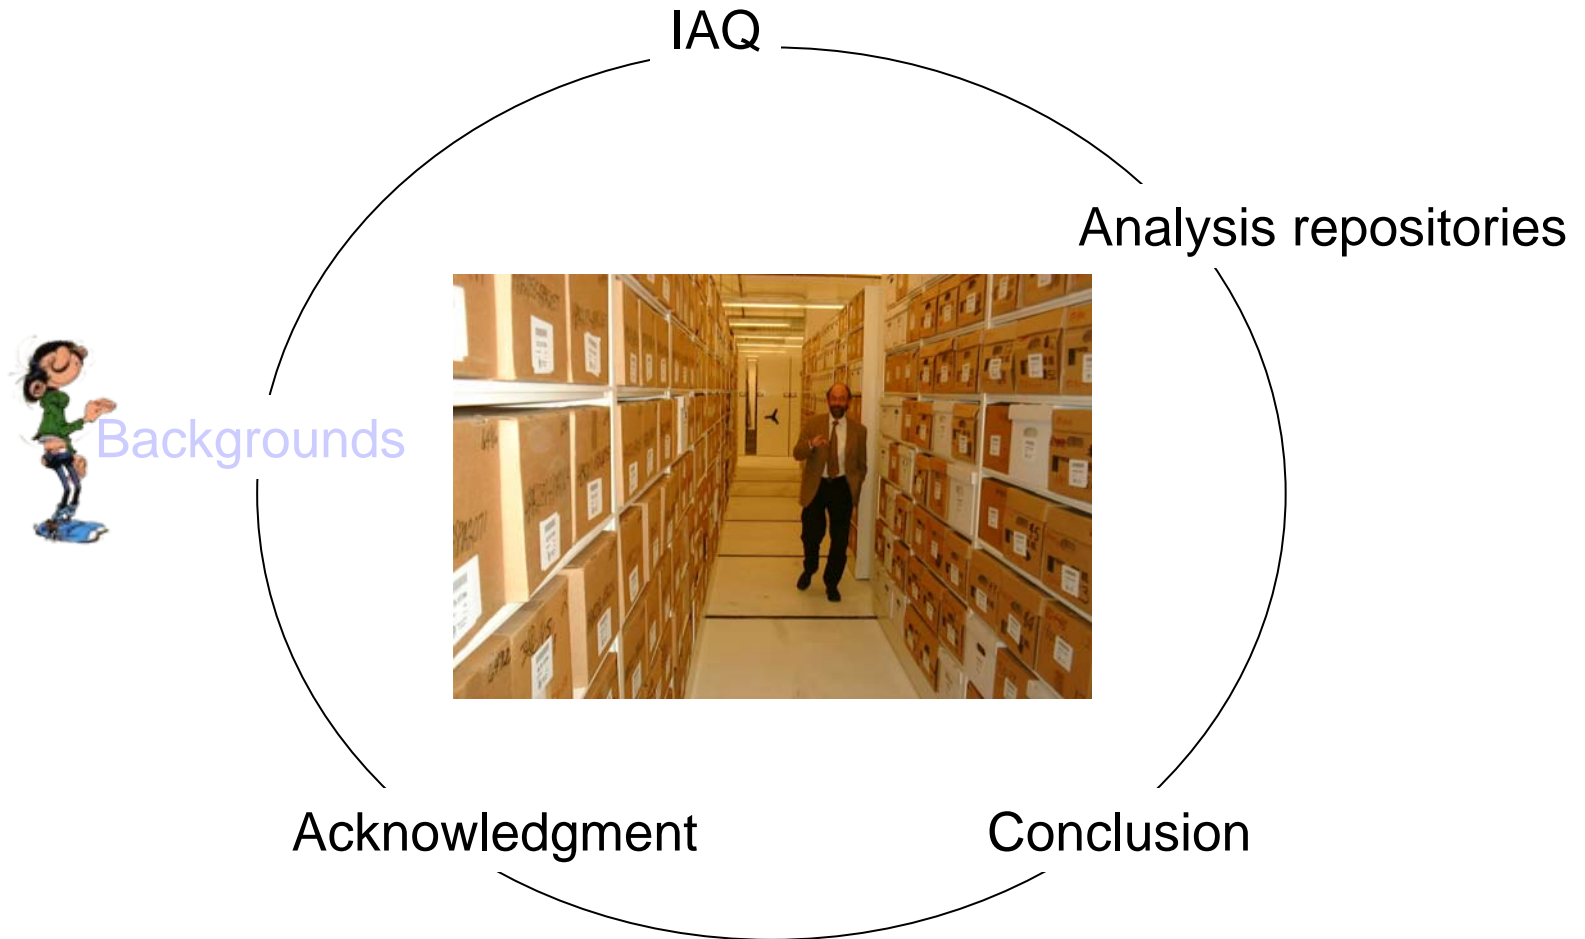 IAQ
Analysis repositories
Backgrounds
Acknowledgment
Conclusion